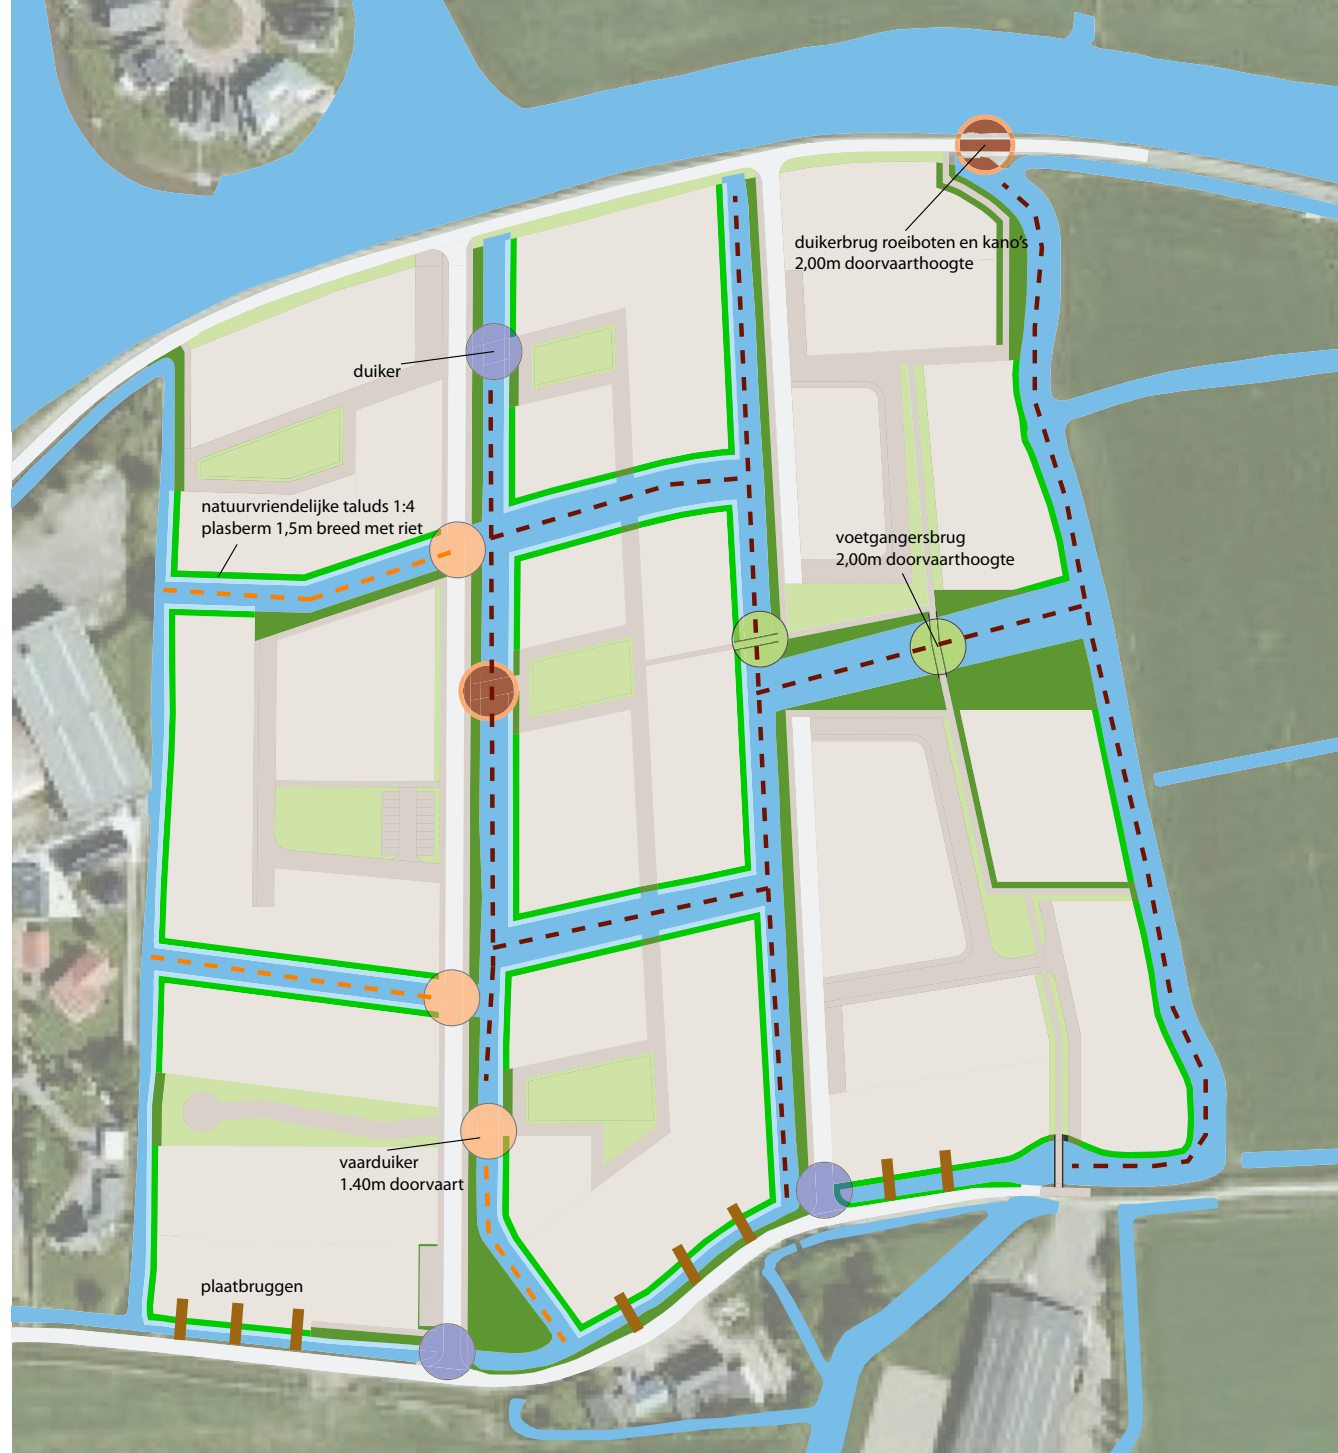 duikerbrug roeiboten en kano's
2,00m doorvaarthoogte
duiker
natuurvriendelijke taluds 1:4
plasberm 1,5m breed met riet
voetgangersbrug
2,00m doorvaarthoogte
vaarduiker
1.40m doorvaart
plaatbruggen